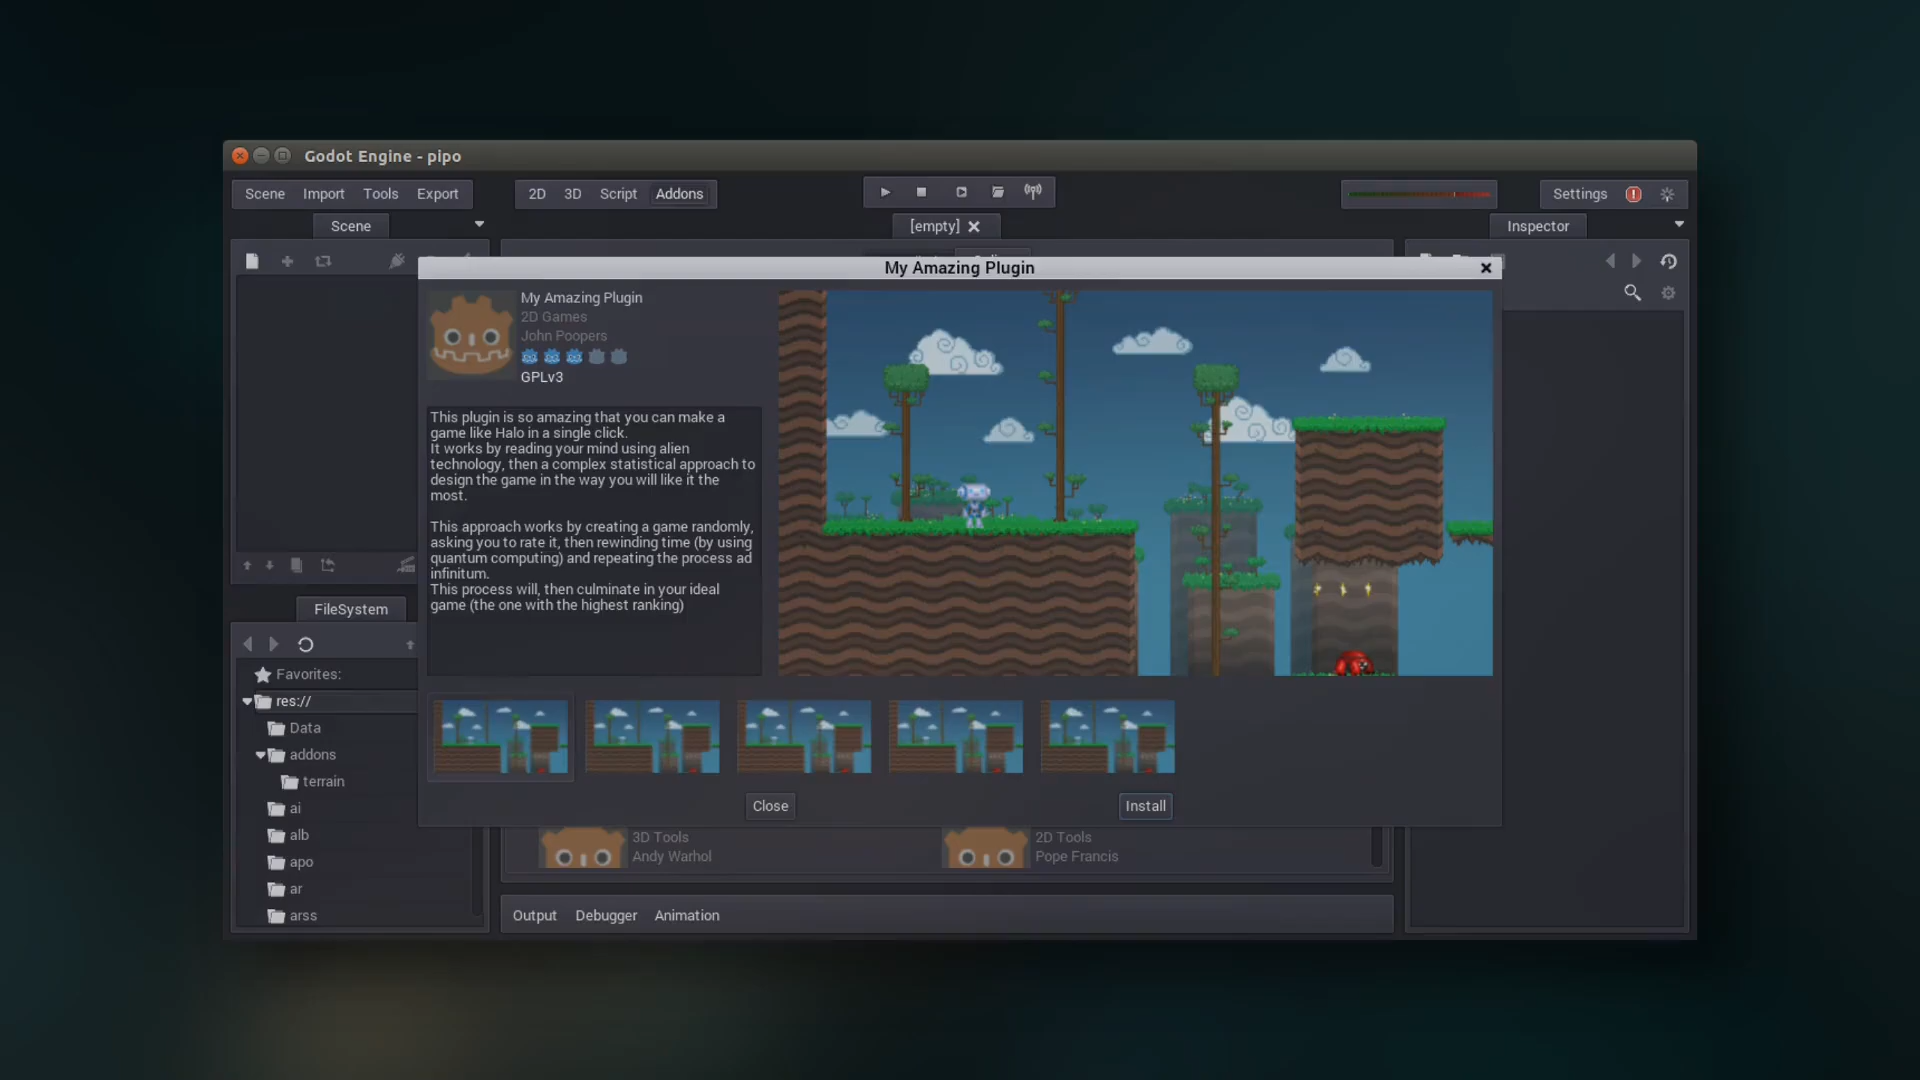 Godot Engine - pipo
Scene Import Tools Export
2D 3D Script Addons
Settings
Scene
[empty]
Inspector
My Amazing Plugin
My Amazing Plugin
2D Games
John Poopers
GPLv3
This plugin is so amazing that you can make a
game like Halo in a single click.
It works by reading your mind using alien
technology, then a complex statistical approach to
design the game in the way you will like it the
most.
This approach works by creating a game randomly,
asking you to rate it, then rewinding time (by using
quantum computing) and repeating the process ad
infinitum.
This process will, then culminate in your ideal
game (the one with the highest ranking)
Close
Install
FileSystem
Favorites:
res://
Data
addons
terrain
ai
alb
apo
ar
arss
3D Tools
Andy Warhol
2D Tools
Pope Francis
Output Debugger Animation